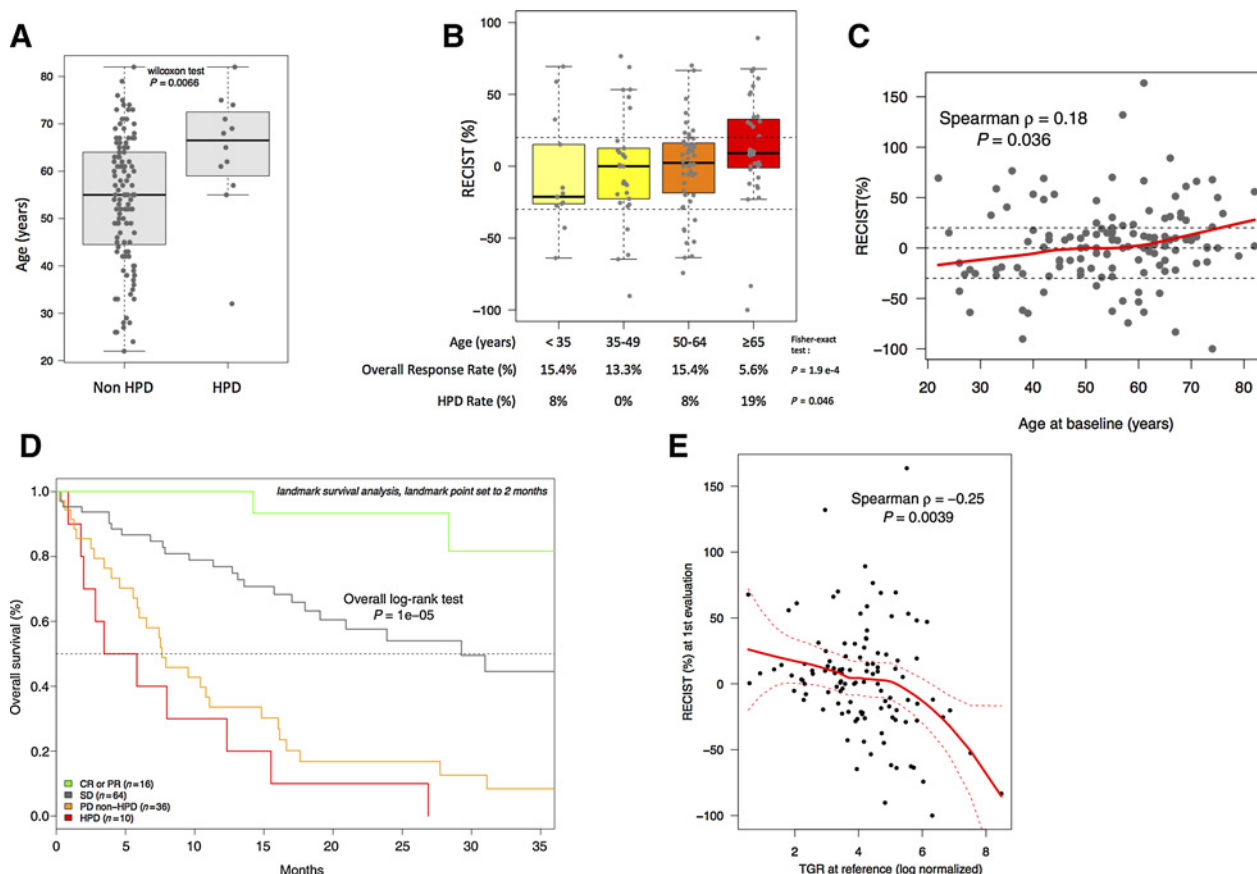 A
Age (years)
80
70
60
50
40
30
20
wilcoxon test
P = 0.0066
Non HPD
HPD
B
RECIST (%)
100
50
0
−50
−100
Age (years) <35 35-49 50-64 ≥65 Fisher-exact
test :
Overall Response Rate (%) 15.4% 13.3% 15.4% 5.6% P = 1.9 e-4
HPD Rate (%) 8% 0% 8% 19% P = 0.046
C
RECIST(%)
150
100
50
0
−50
−100
Spearman ρ = 0.18
P = 0.036
20 30 40 50 60 70 80
Age at baseline (years)
D
Overall survival (%)
1.0
0.8
0.6
0.4
0.2
0.0
landmark survival analysis, landmark point set to 2 months
Overall log-rank test
P = 1e−05
CR or PR (n=16)
SD (n=64)
PD non−HPD (n=36)
HPD (n=10)
0 5 10 15 20 25 30 35
Months
E
RECIST (%) at 1st evaluation
150
100
50
0
−50
−100
Spearman ρ = −0.25
P = 0.0039
2 4 6 8
TGR at reference (log normalized)